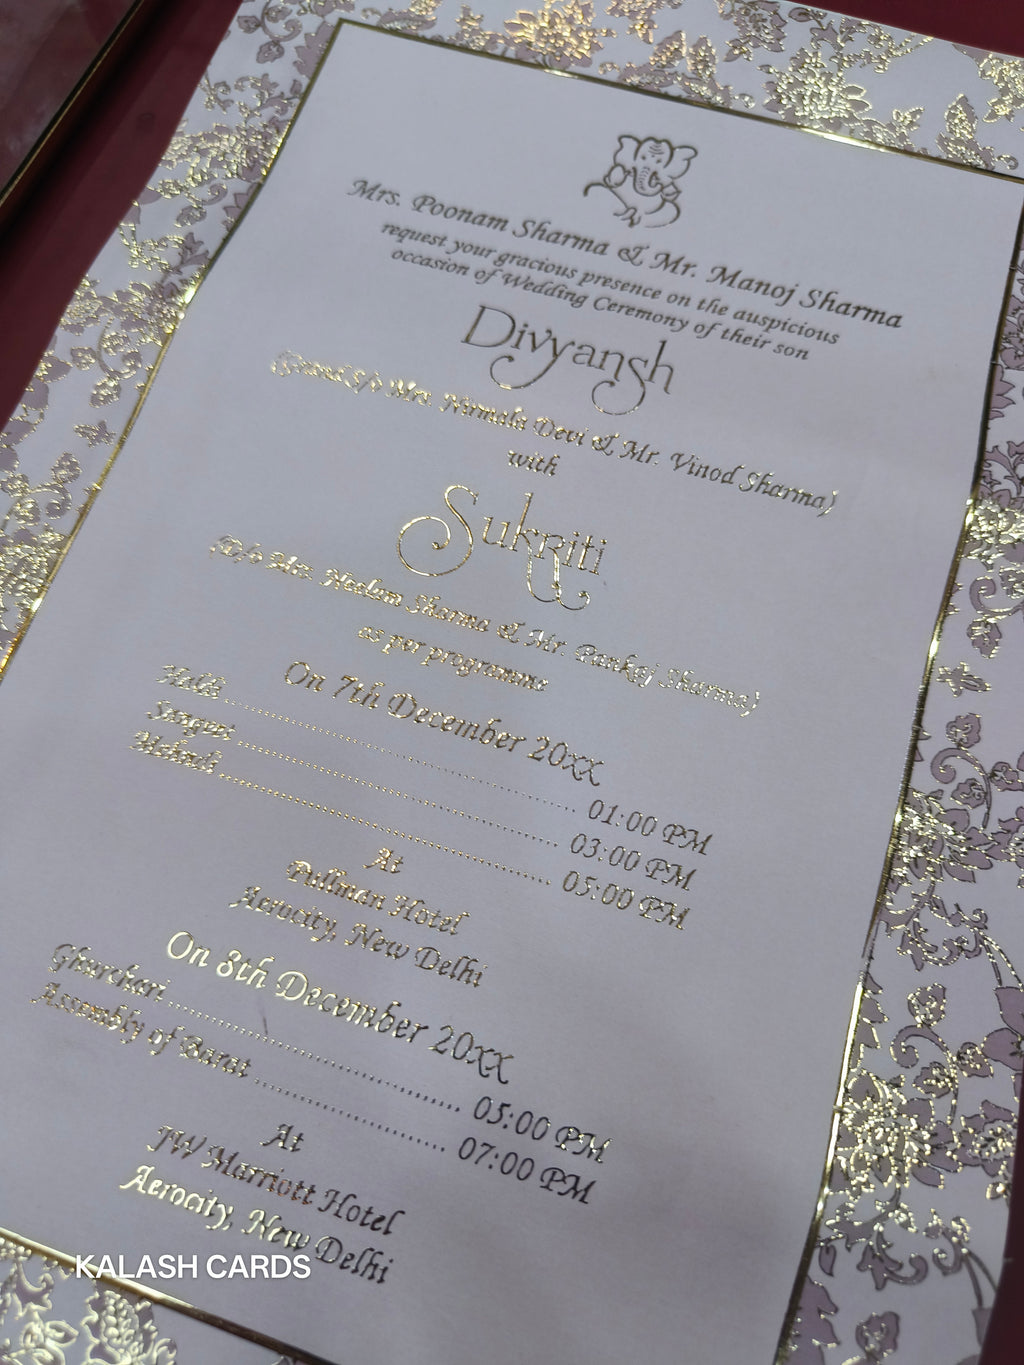 Mrs. Poonam Sharma & Mr. Manoj Sharma
request your gracious presence on the auspicious
occasion of Wedding Ceremony of their son
Divyansh
(Grand S/o Mrs. Nirmala Devi & Mr. Vinod Sharma)
with
Sukriti
(D/o Mrs. Neelam Sharma & Mr. Pankaj Sharma)
as per programme
On 7th December 20xx
Haldi ........................................ 01:00 PM
Sangeet ........................................ 03:00 PM
Mehndi ........................................ 05:00 PM
At
Pullman Hotel
Aerocity, New Delhi
On 8th December 20xx
Ghurchari ........................................ 05:00 PM
Assembly of Barat ........................................ 07:00 PM
At
JW Marriott Hotel
Aerocity, New Delhi
KALASH CARDS